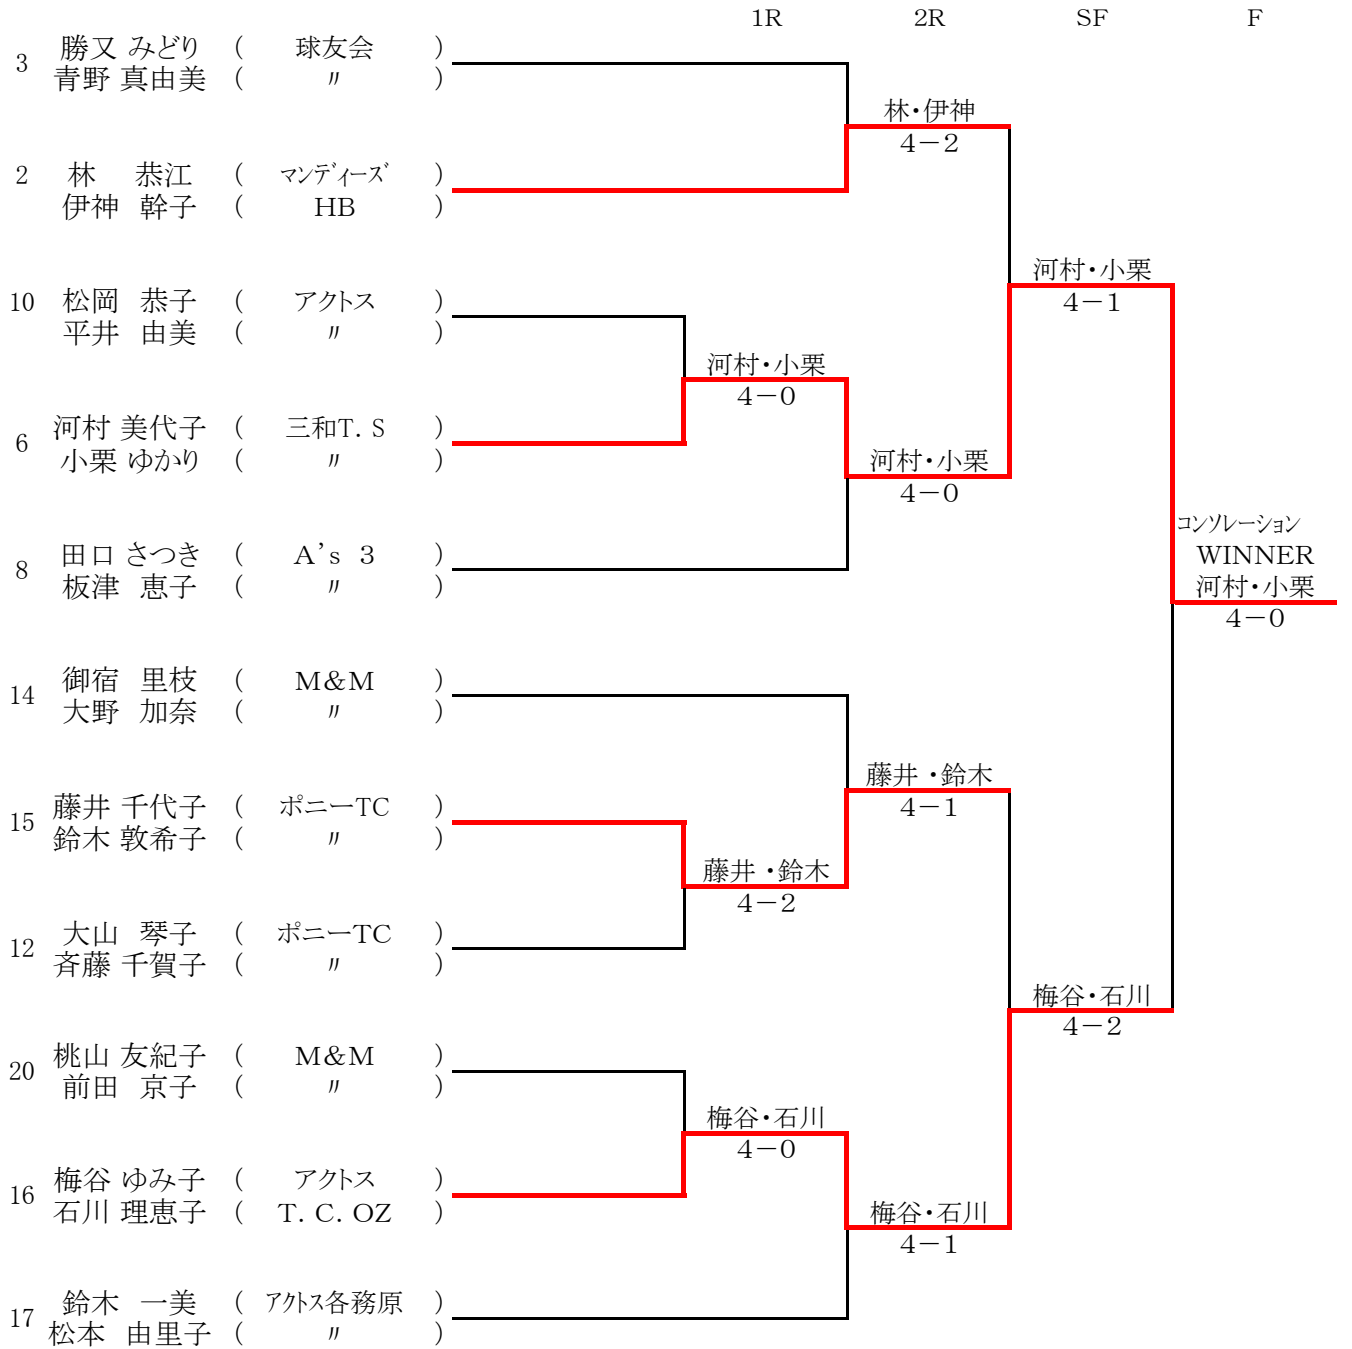 1R 2R SF F
勝又 みどり ( 球友会 )
3
青野 真由美 ( 〃 )
林・伊神
4－2
2 林 恭江 ( マンディーズ )
伊神 幹子 ( HB )
河村・小栗
4－1
10 松岡 恭子 ( アクトス )
平井 由美 ( 〃 )
河村・小栗
4－0
6 河村 美代子 ( 三和T．S )
小栗 ゆかり ( 〃 )
河村・小栗
4－0
コンソレーション
WINNER
河村・小栗
4－0
8 田口 さつき ( A’s 3 )
板津 恵子 ( 〃 )
14 御宿 里枝 ( M&M )
大野 加奈 ( 〃 )
藤井 ・鈴木
4－1
15 藤井 千代子 ( ポニーTC )
鈴木 敦希子 ( 〃 )
藤井 ・鈴木
4－2
12 大山 琴子 ( ポニーTC )
斉藤 千賀子 ( 〃 )
梅谷・石川
4－2
20 桃山 友紀子 ( M&M )
前田 京子 ( 〃 )
梅谷・石川
4－0
16 梅谷 ゆみ子 ( アクトス )
石川 理恵子 ( T．C．OZ )
梅谷・石川
4－1
17 鈴木 一美 ( アクトス各務原 )
松本 由里子 ( 〃 )